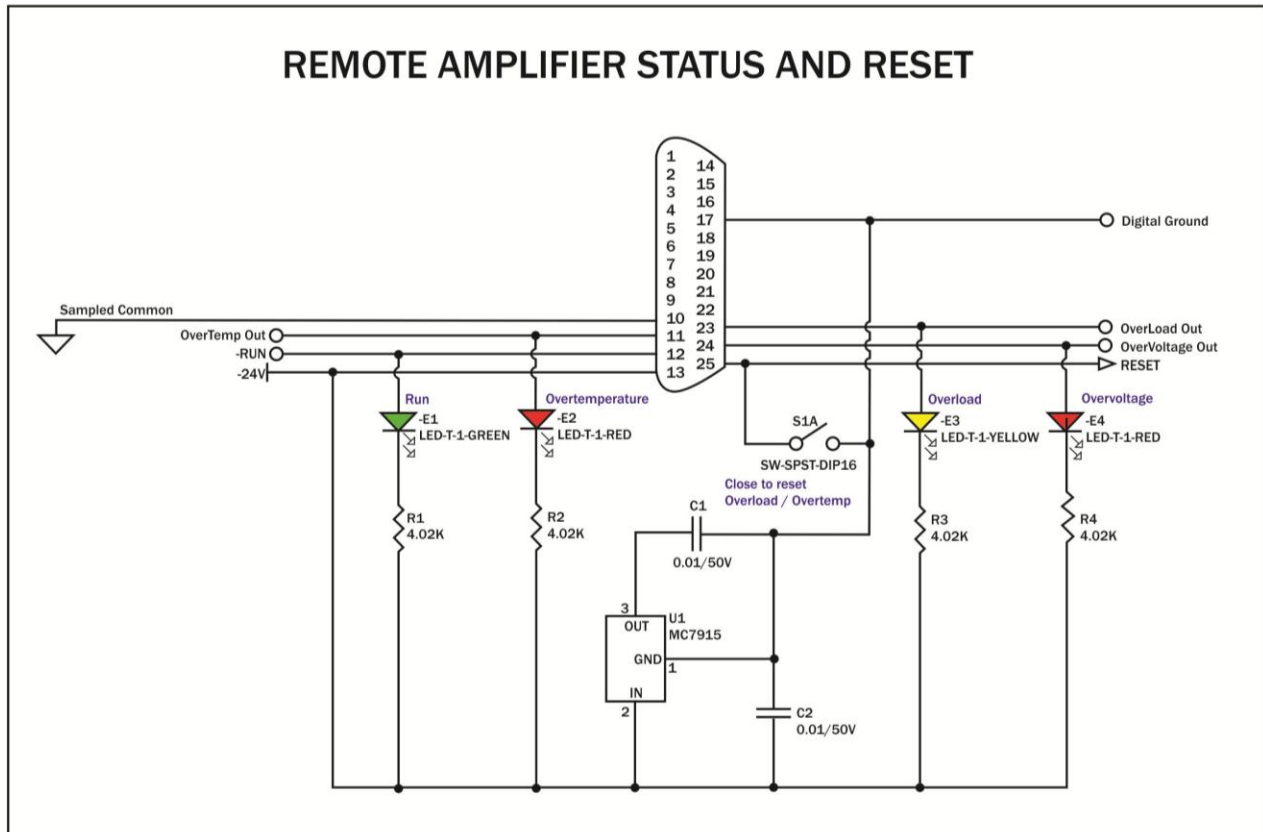 REMOTE AMPLIFIER STATUS AND RESET
1
2
3
4
5
6
7
8
9
10
11
12
13
14
15
16
17
18
19
20
21
22
23
24
25
Digital Ground
Sampled Common
OverTemp Out
-RUN
-24V
OverLoad Out
OverVoltage Out
RESET
Run
-E1
LED-T-1-GREEN
Overtemperature
-E2
LED-T-1-RED
S1A
SW-SPST-DIP16
Close to reset
Overload / Overtemp
Overload
-E3
LED-T-1-YELLOW
Overvoltage
-E4
LED-T-1-RED
R1
4.02K
R2
4.02K
C1
0.01/50V
R3
4.02K
R4
4.02K
3
OUT
U1
MC7915
GND
1
IN
2
C2
0.01/50V